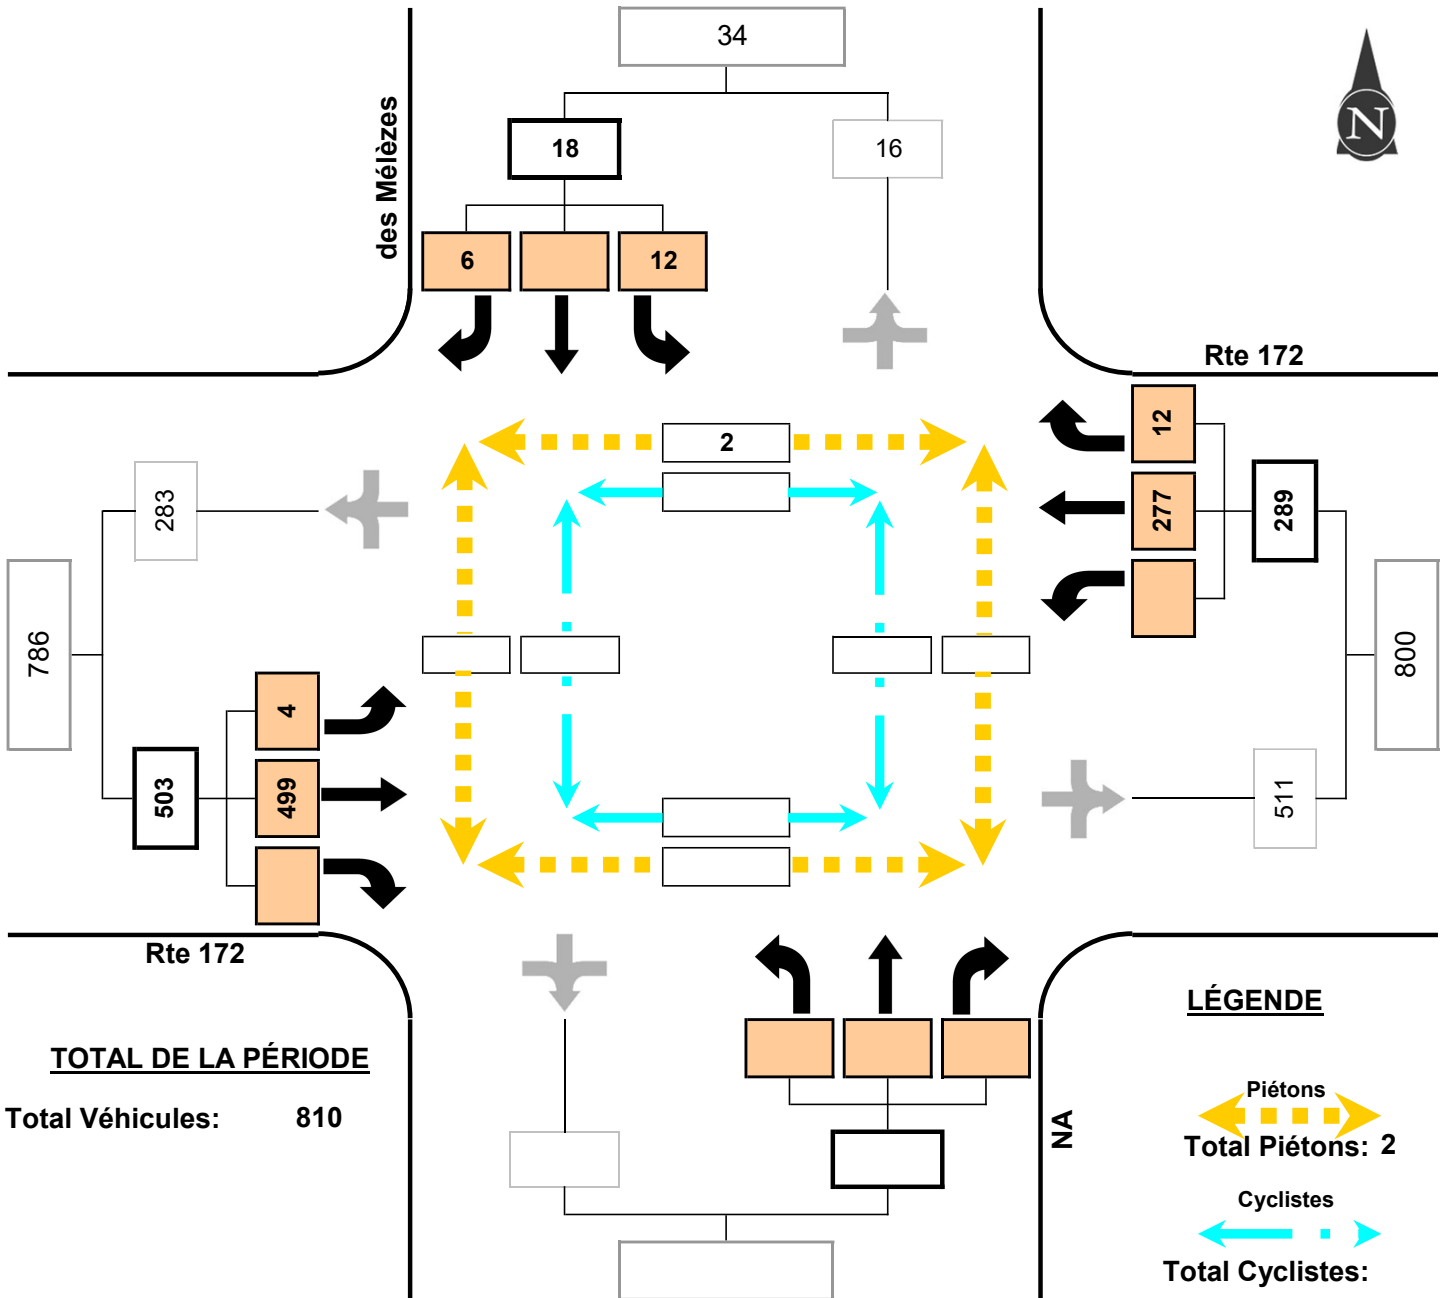 34
N
des Mélèzes
18
16
6
12
Rte 172
12
2
283
277
289
786
800
4
503
499
511
Rte 172
LÉGENDE
TOTAL DE LA PÉRIODE
Piétons
Total Véhicules: 810
NA
Total Piétons: 2
Cyclistes
Total Cyclistes: